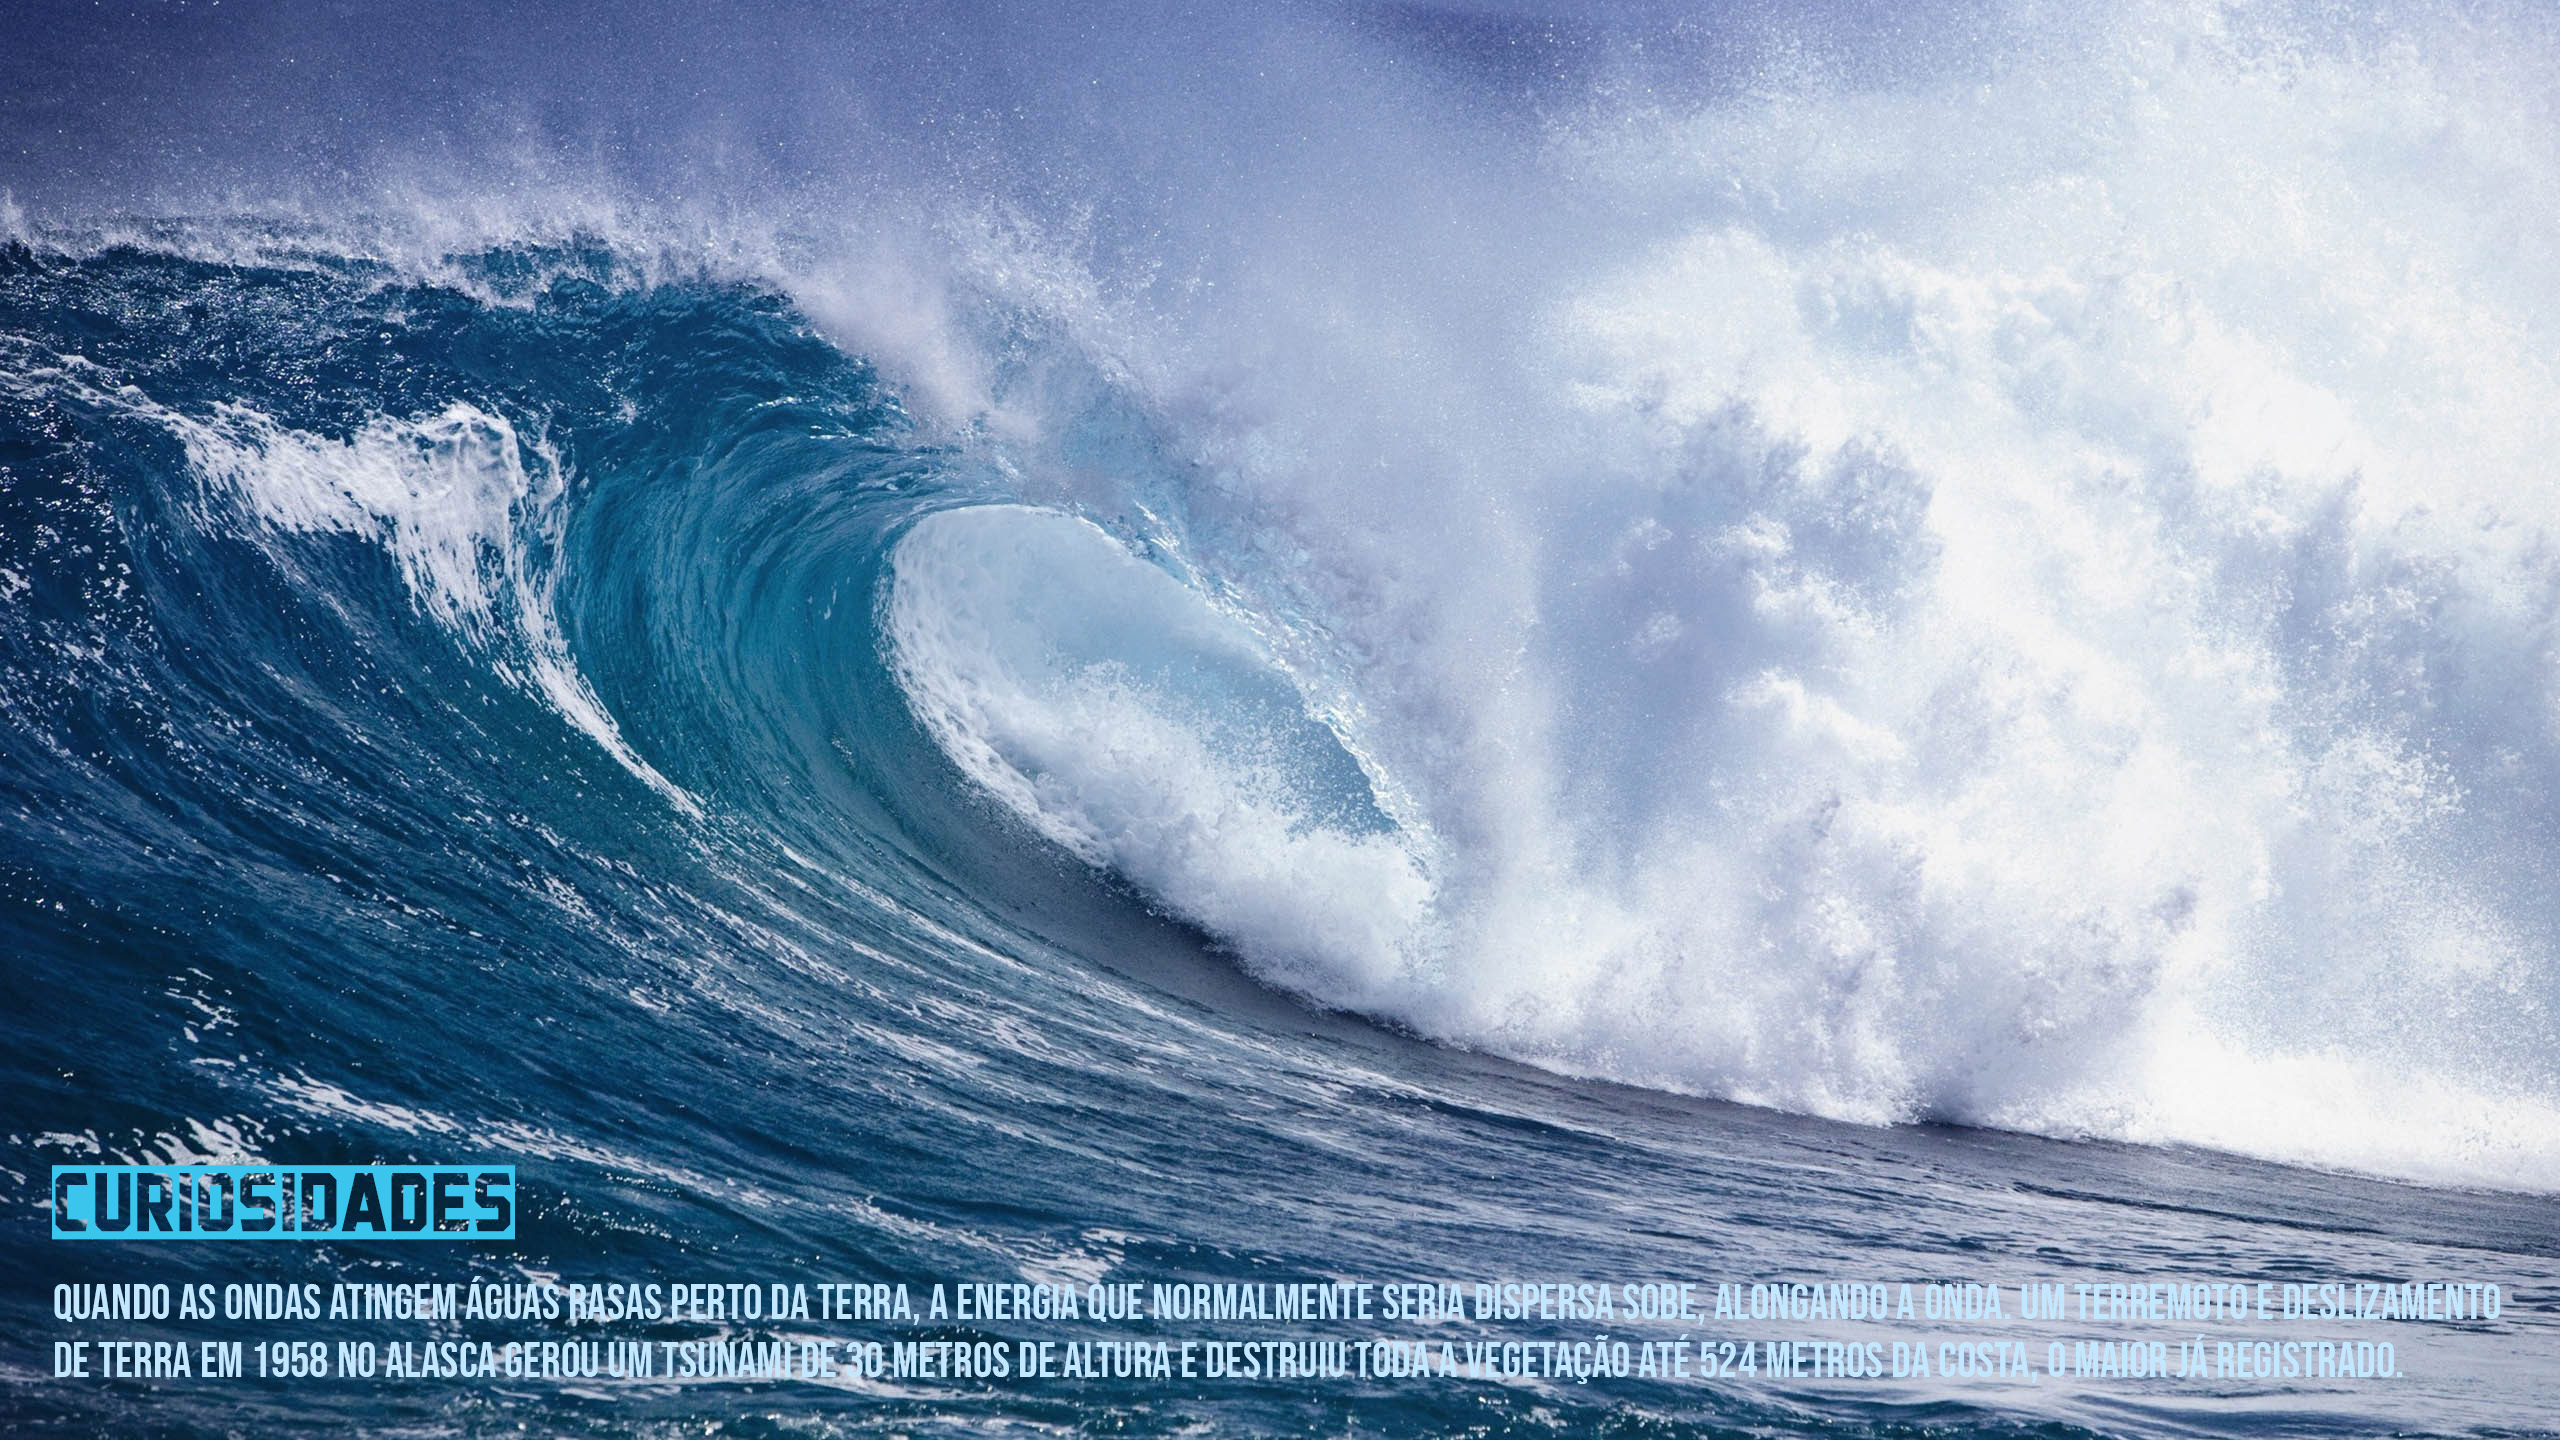 CURIOSIDADES
QUANDO AS ONDAS ATINGEM ÁGUAS RASAS PERTO DA TERRA, A ENERGIA QUE NORMALMENTE SERIA DISPERSA SOBE, ALONGANDO A ONDA. UM TERREMOTO E DESLIZAMENTO
DE TERRA EM 1958 NO ALASCA GEROU UM TSUNAMI DE 30 METROS DE ALTURA E DESTRUIU TODA A VEGETAÇÃO ATÉ 524 METROS DA COSTA, O MAIOR JÁ REGISTRADO.